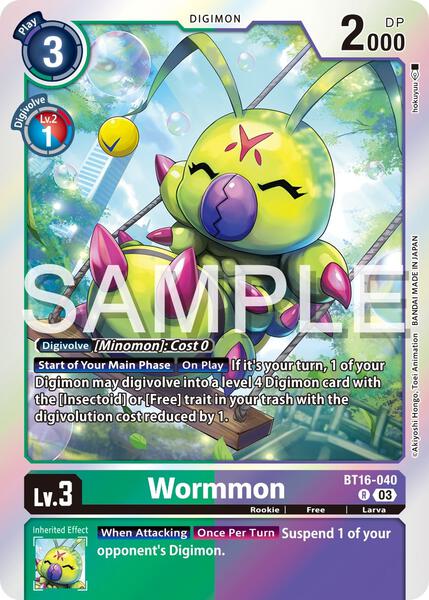 DIGIMON
Play
3
DP
2000
Digivolve
Lv.2
1
hokuyuu
SAMPLE
©Akiyoshi Hongo, Toei Animation BANDAI MADE IN JAPAN
Digivolve [Minomon]: Cost 0
Start of Your Main Phase On Play If it's your turn, 1 of your
Digimon may digivolve into a level 4 Digimon card with
the [Insectoid] or [Free] trait in your trash with the
digivolution cost reduced by 1.
BT16-040
Lv.3
Wormmon
R 03
Rookie | Free | Larva
Inherited Effect
When Attacking Once Per Turn Suspend 1 of your
opponent's Digimon.